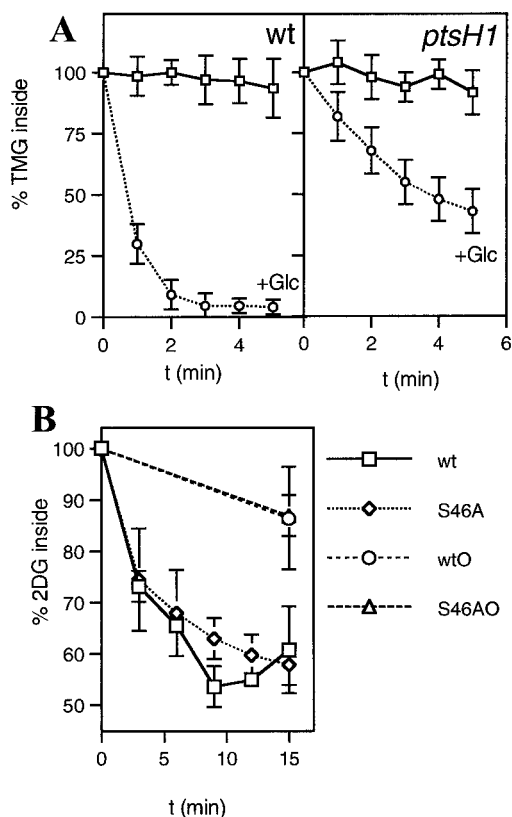 A
wt
ptsH1
% TMG inside
100
75
50
25
0
+Glc
+Glc
0 2 4
0 2 4 6
t (min)
t (min)
B
% 2DG inside
100
90
80
70
60
50
0 5 10 15
t (min)
wt
S46A
wtO
S46AO